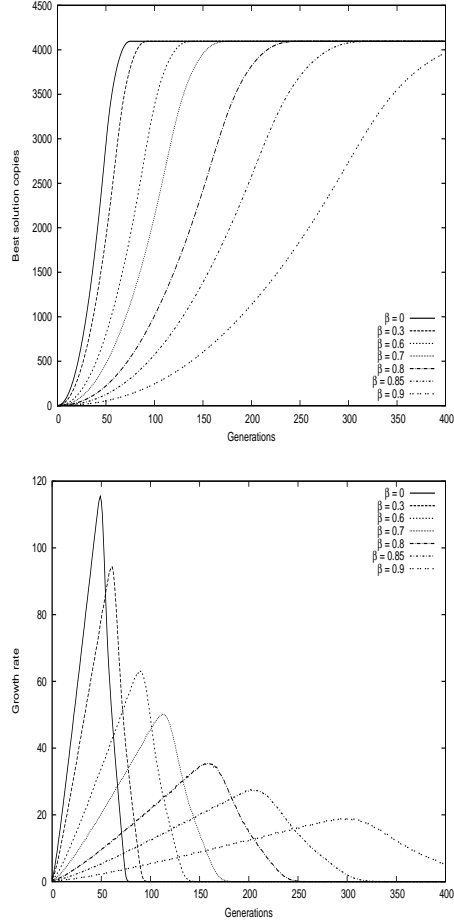 4500
4000
3500
3000
2500
2000
1500
1000
500
0
Best solution copies
β = 0
β = 0.3
β = 0.6
β = 0.7
β = 0.8
β = 0.85
β = 0.9
0 50 100 150 200 250 300 350 400
Generations
120
100
80
60
40
20
0
Growth rate
β = 0
β = 0.3
β = 0.6
β = 0.7
β = 0.8
β = 0.85
β = 0.9
0 50 100 150 200 250 300 350 400
Generations